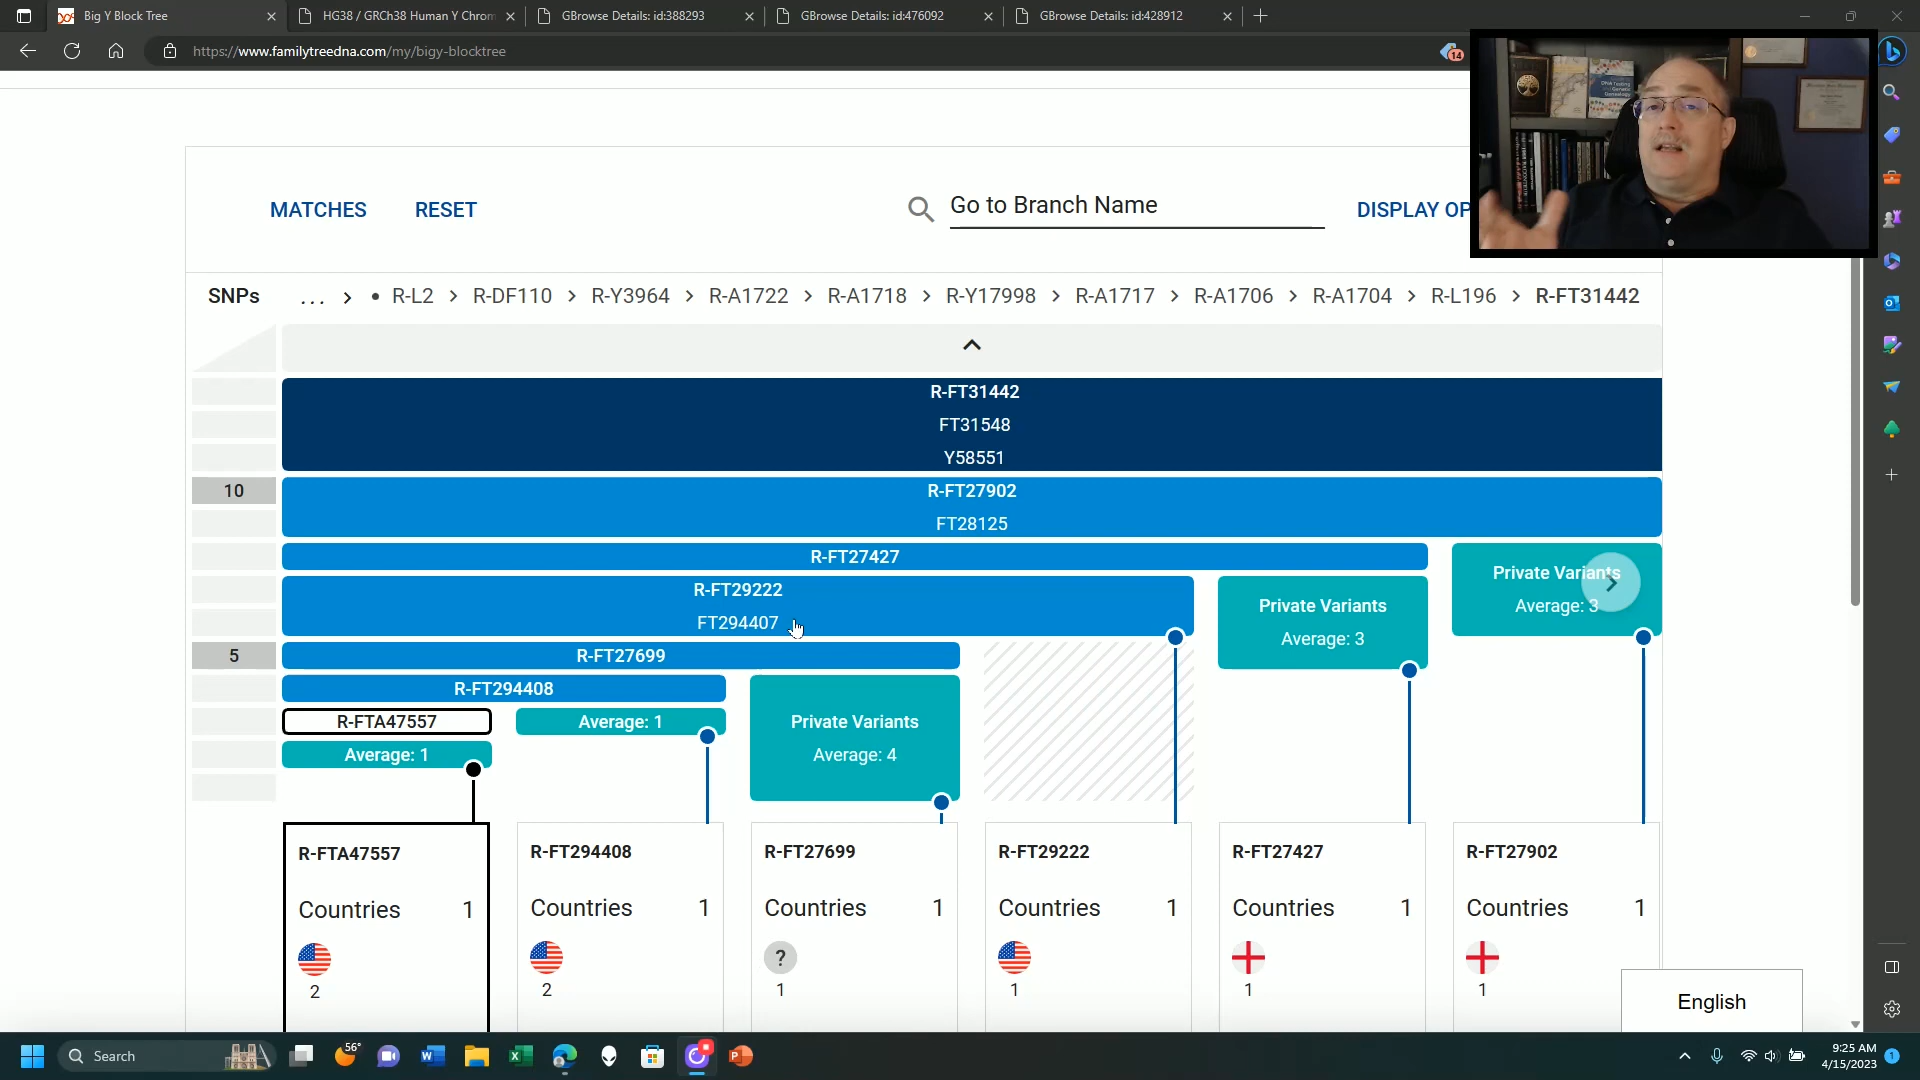 Big Y Block Tree
HG38 / GRCh38 Human Y Chrom
GBrowse Details: id:388293
GBrowse Details: id:476092
GBrowse Details: id:428912
https://www.familytreedna.com/my/bigy-blocktree
14
MATCHES
RESET
Go to Branch Name
DISPLAY OP
SNPs ... > • R-L2 > R-DF110 > R-Y3964 > R-A1722 > R-A1718 > R-Y17998 > R-A1717 > R-A1706 > R-A1704 > R-L196 > R-FT31442
R-FT31442
FT31548
Y58551
10
R-FT27902
FT28125
R-FT27427
R-FT29222
FT294407
Private Variants
Average: 3
Private Variants
Average: 3
5
R-FT27699
R-FT294408
R-FTA47557
Average: 1
Private Variants
Average: 4
Average: 1
R-FTA47557
Countries 1
2
R-FT294408
Countries 1
2
R-FT27699
Countries 1
?
1
R-FT29222
Countries 1
1
R-FT27427
Countries 1
1
R-FT27902
Countries 1
1
English
Search
56°
9:25 AM
4/15/2023
1